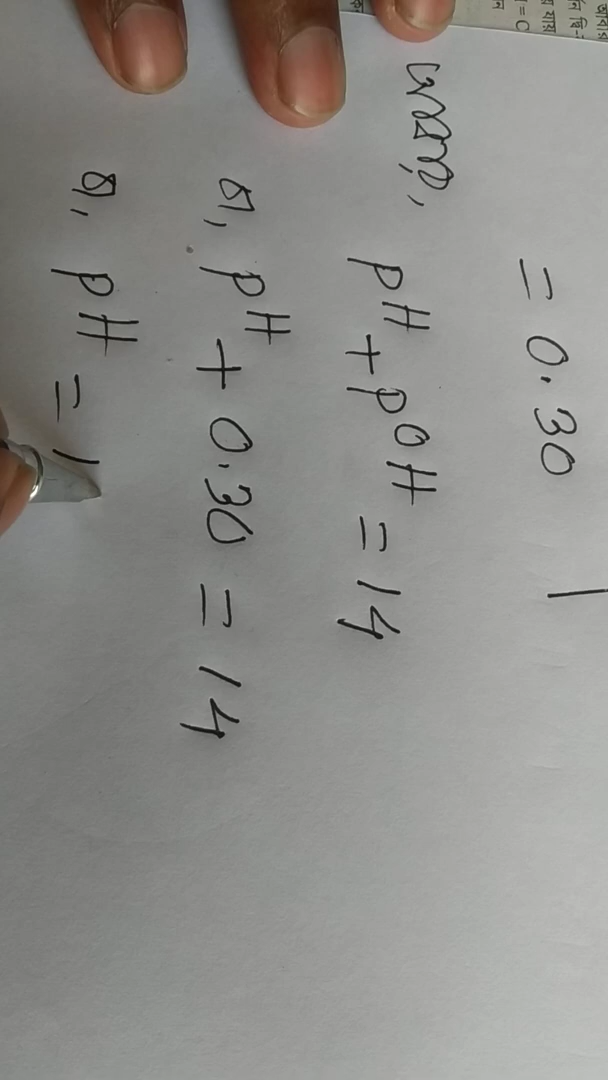 = 0.30
আবার,
pH + pOH = 14
বা, pH + 0.30 = 14
বা, pH = 1